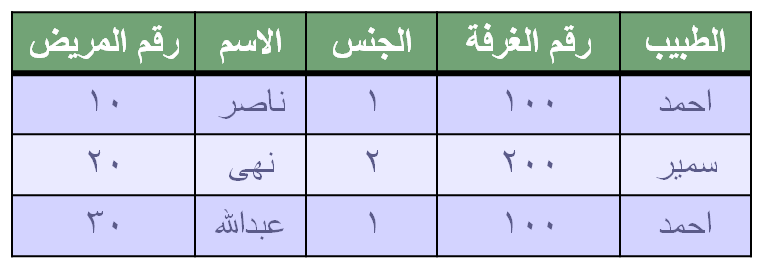 الطبيب رقم الغرفة الجنس الاسم رقم المريض
احمد ١٠٠ ١ ناصر ١٠
سمير ٢٠٠ ٢ نهى ٢٠
احمد ١٠٠ ١ عبدالله ٣٠